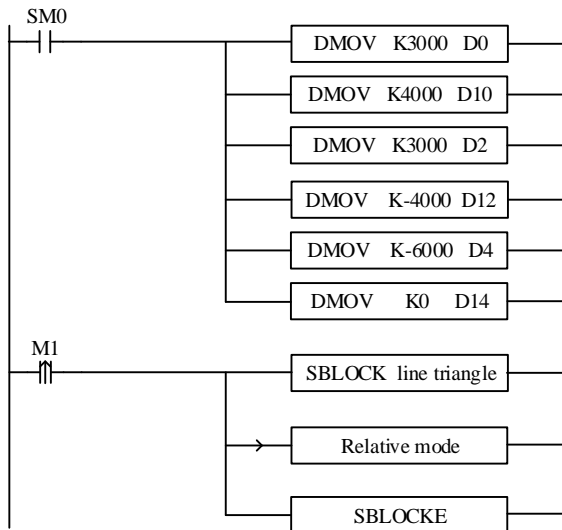 SM0
DMOV K3000 D0
DMOV K4000 D10
DMOV K3000 D2
DMOV K-4000 D12
DMOV K-6000 D4
DMOV K0 D14
M1
SBLOCK line triangle
Relative mode
SBLOCKE